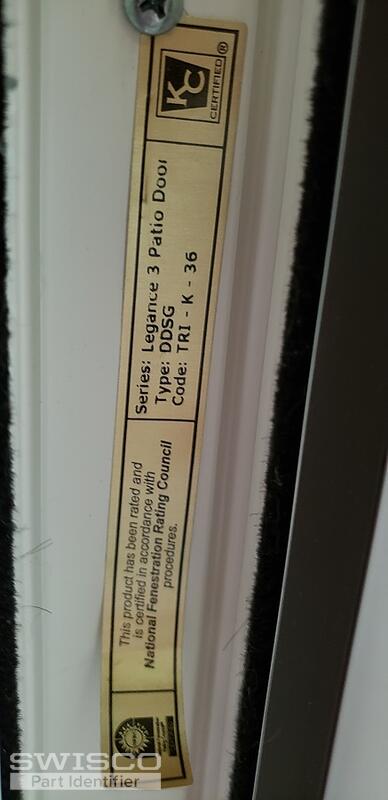 KC
CERTIFIED®
Series: Legance 3 Patio Door
Type: DDSG
Code: TRI - K - 36
This product has been rated and
is certified in accordance with
National Fenestration Rating Council
procedures.
SWISCO
Part Identifier